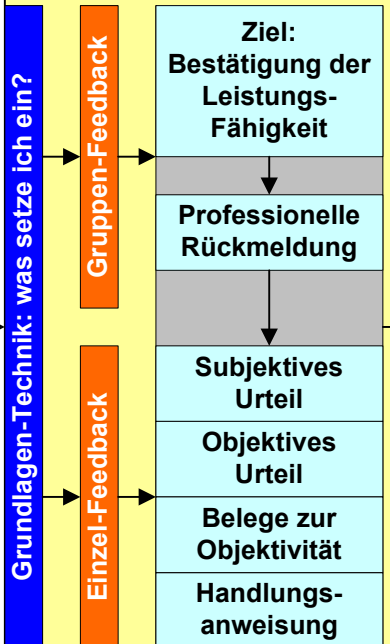 Grundlagen-Technik: was setze ich ein?
Gruppen-Feedback
Ziel:
Bestätigung der
Leistungs-
Fähigkeit
Professionelle
Rückmeldung
Einzel-Feedback
Subjektives
Urteil
Objektives
Urteil
Belege zur
Objektivität
Handlungs-
anweisung